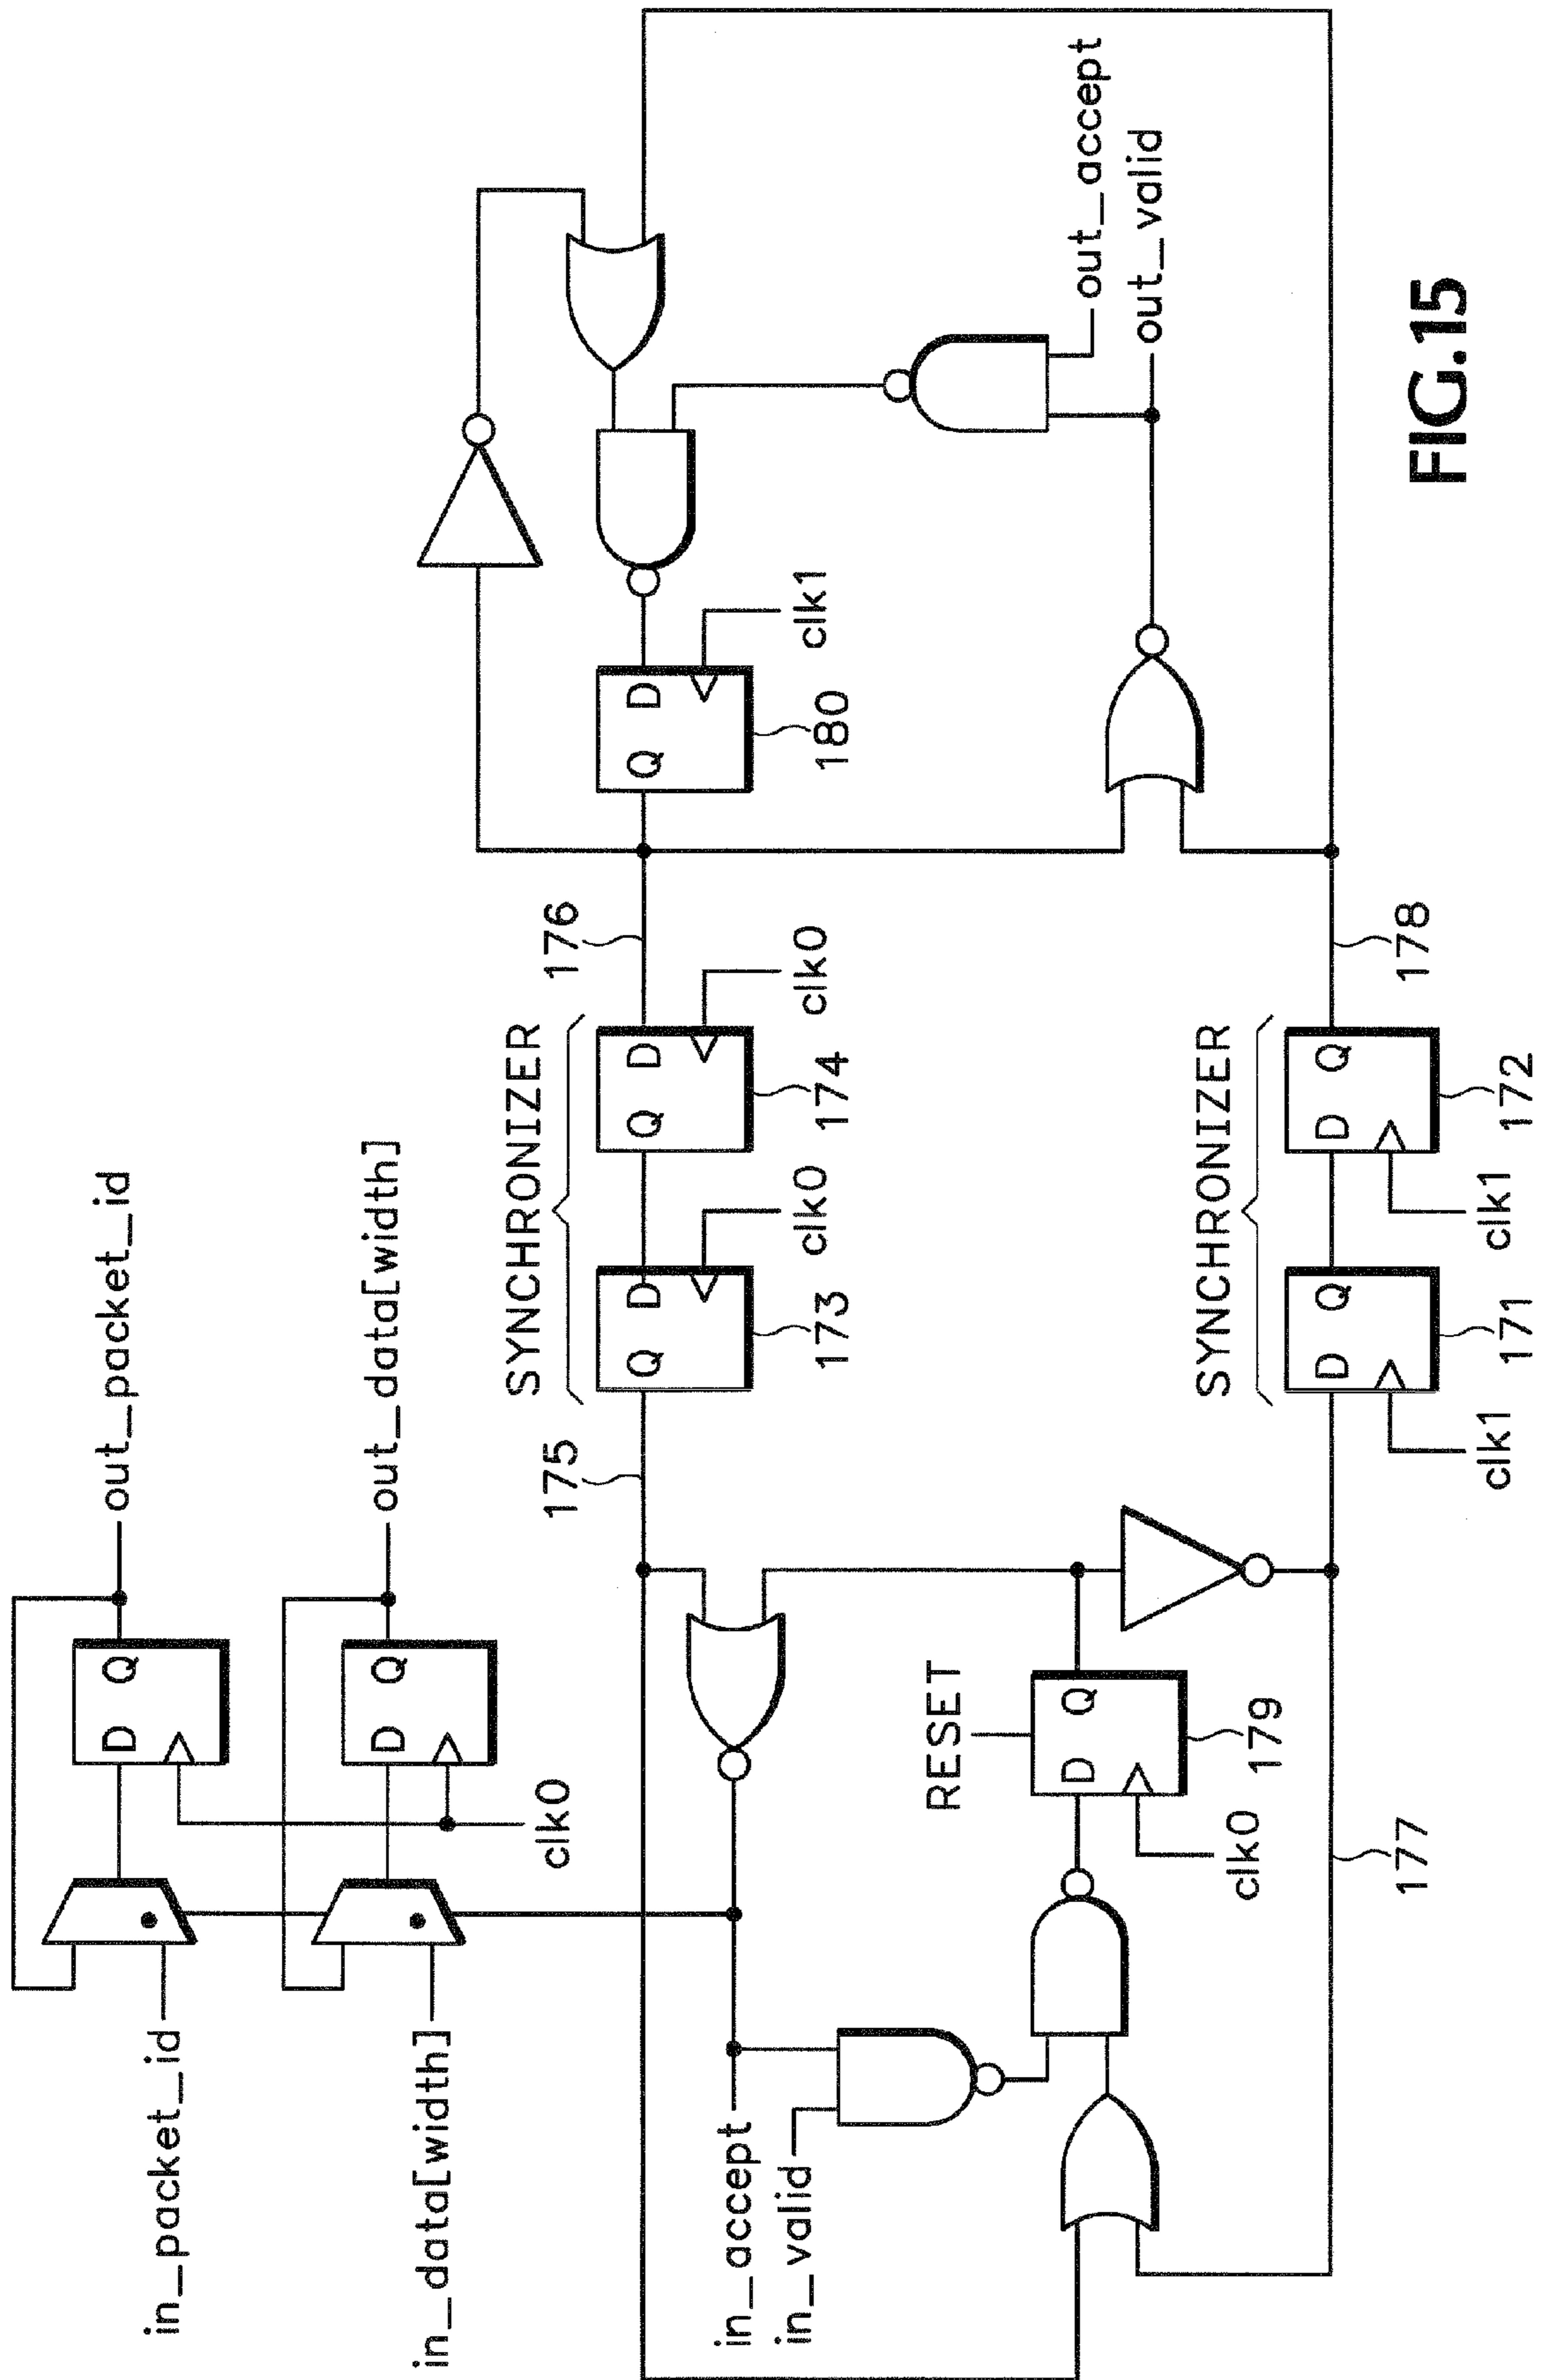 in_packet_id
D Q
out_packet_id
in_data[width]
D Q
out_data[width]
clk0
SYNCHRONIZER
175
Q D
173
clk0
Q D
174
clk0
176
Q D
180
clk1
in_accept
in_valid
RESET
D Q
179
clk0
out_accept
out_valid
177
SYNCHRONIZER
D Q
171
clk1
D Q
172
clk1
178
FIG.15